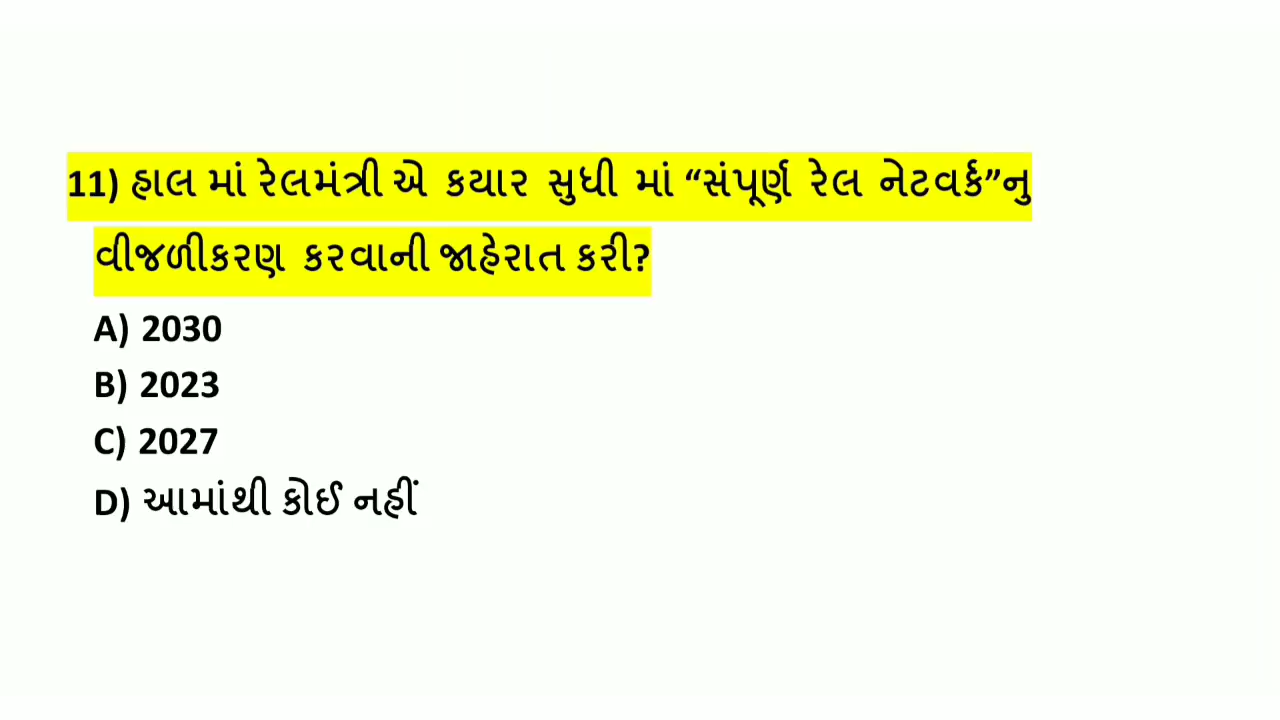 11) હાલ માં રેલમંત્રી એ કયાર સુધી માં “સંપૂર્ણ રેલ નેટવર્ક”નુ
વીજળીકરણ કરવાની જાહેરાત કરી?
A) 2030
B) 2023
C) 2027
D) આમાંથી કોઈ નહીં